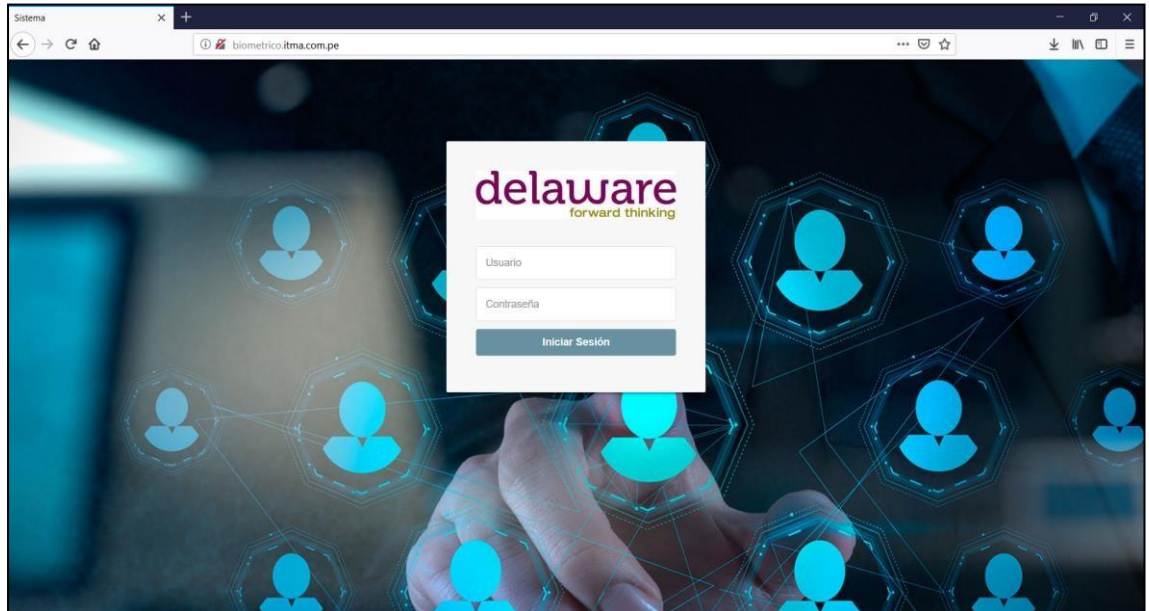 Sistema
biometrico.itma.com.pe
delaware
forward thinking
Usuario
Contraseña
Iniciar Sesión